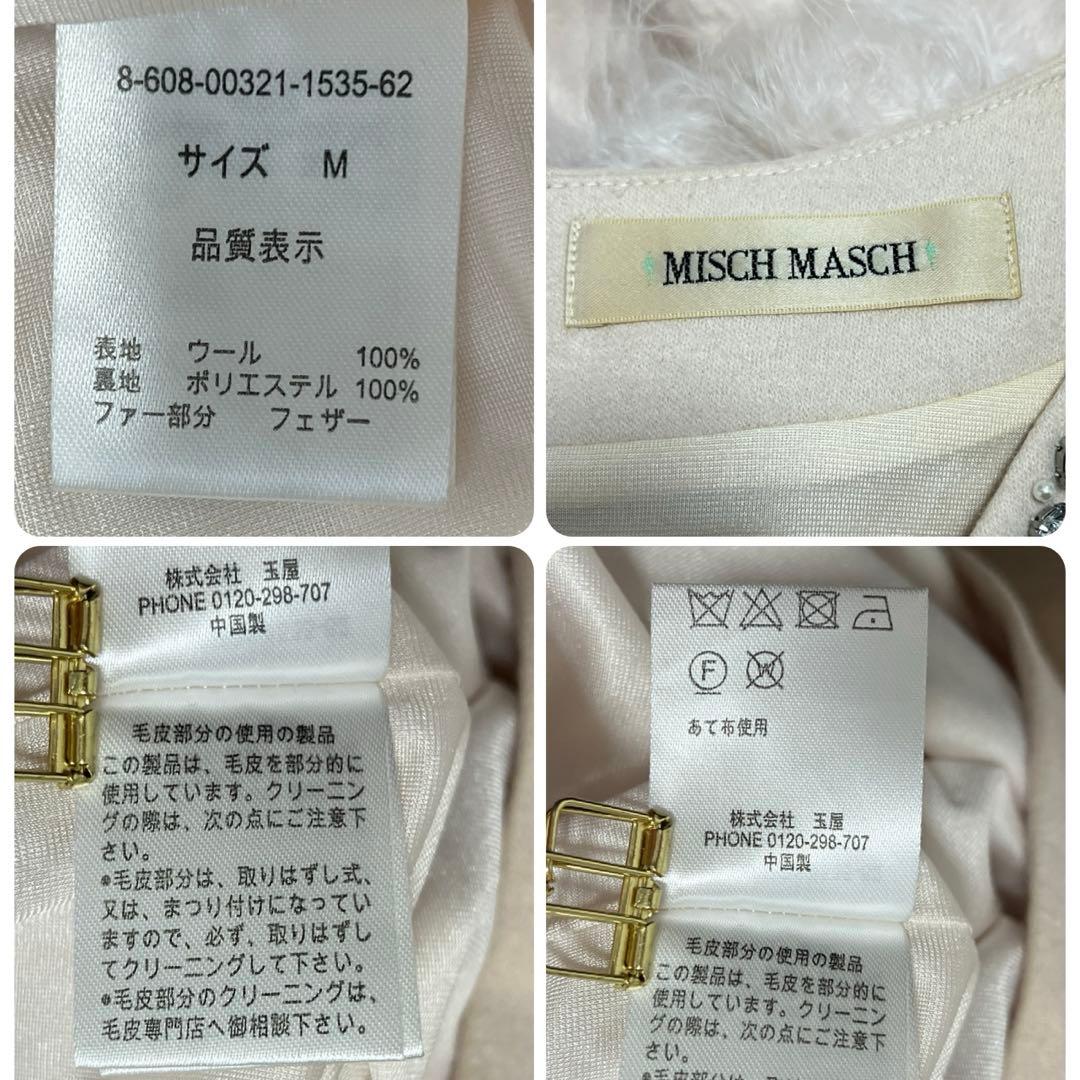 8-608-00321-1535-62
サイズ M
品質表示
表地 ウール 100%
裏地 ポリエステル 100%
ファー部分 フェザー
MISCH MASCH
株式会社 玉屋
PHONE 0120-298-707
中国製
毛皮部分の使用の製品
この製品は、毛皮を部分的に
使用しています。クリーニン
グの際は、次の点にご注意下
さい。
●毛皮部分は、取りはずし式、
又は、まつり付けになってい
ますので、必ず、取りはずし
てクリーニングして下さい。
●毛皮部分のクリーニングは、
毛皮専門店へ御相談下さい。
F W
あて布使用
株式会社 玉屋
PHONE 0120-298-707
中国製
毛皮部分の使用の製品
この製品は、毛皮を部分的に
使用しています。クリーニン
グの際は、次の点にご注意下
さい。
●毛皮部分は、取りはずし式、